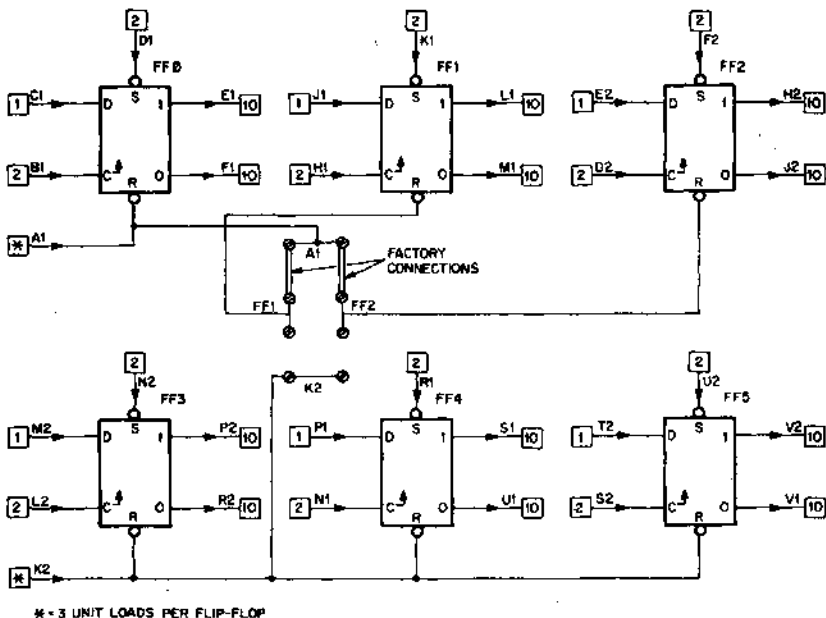 2 2 2
D1 K1 F2
FF0 FF1 FF2
1 C1 D S 1 E1 10 1 J1 D S 1 L1 10 1 E2 D S 1 H2 10
2 B1 C R 0 F1 10 2 H1 C R 0 M1 10 2 D2 C R 0 J2 10
* A1
A1 FACTORY
CONNECTIONS
FF1 FF2
2 2 2
N2 K2 R1 U2
FF3 FF4 FF5
1 M2 D S 1 P2 10 1 P1 D S 1 S1 10 1 T2 D S 1 V2 10
2 L2 C R 0 R2 10 2 N1 C R 0 U1 10 2 S2 C R 0 V1 10
* K2
* = 3 UNIT LOADS PER FLIP-FLOP